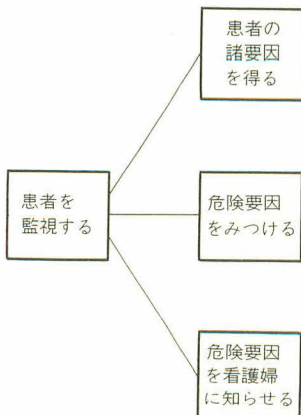 患者の
諸要因
を得る
患者を
監視する
危険要因
をみつける
危険要因
を看護婦
に知らせる